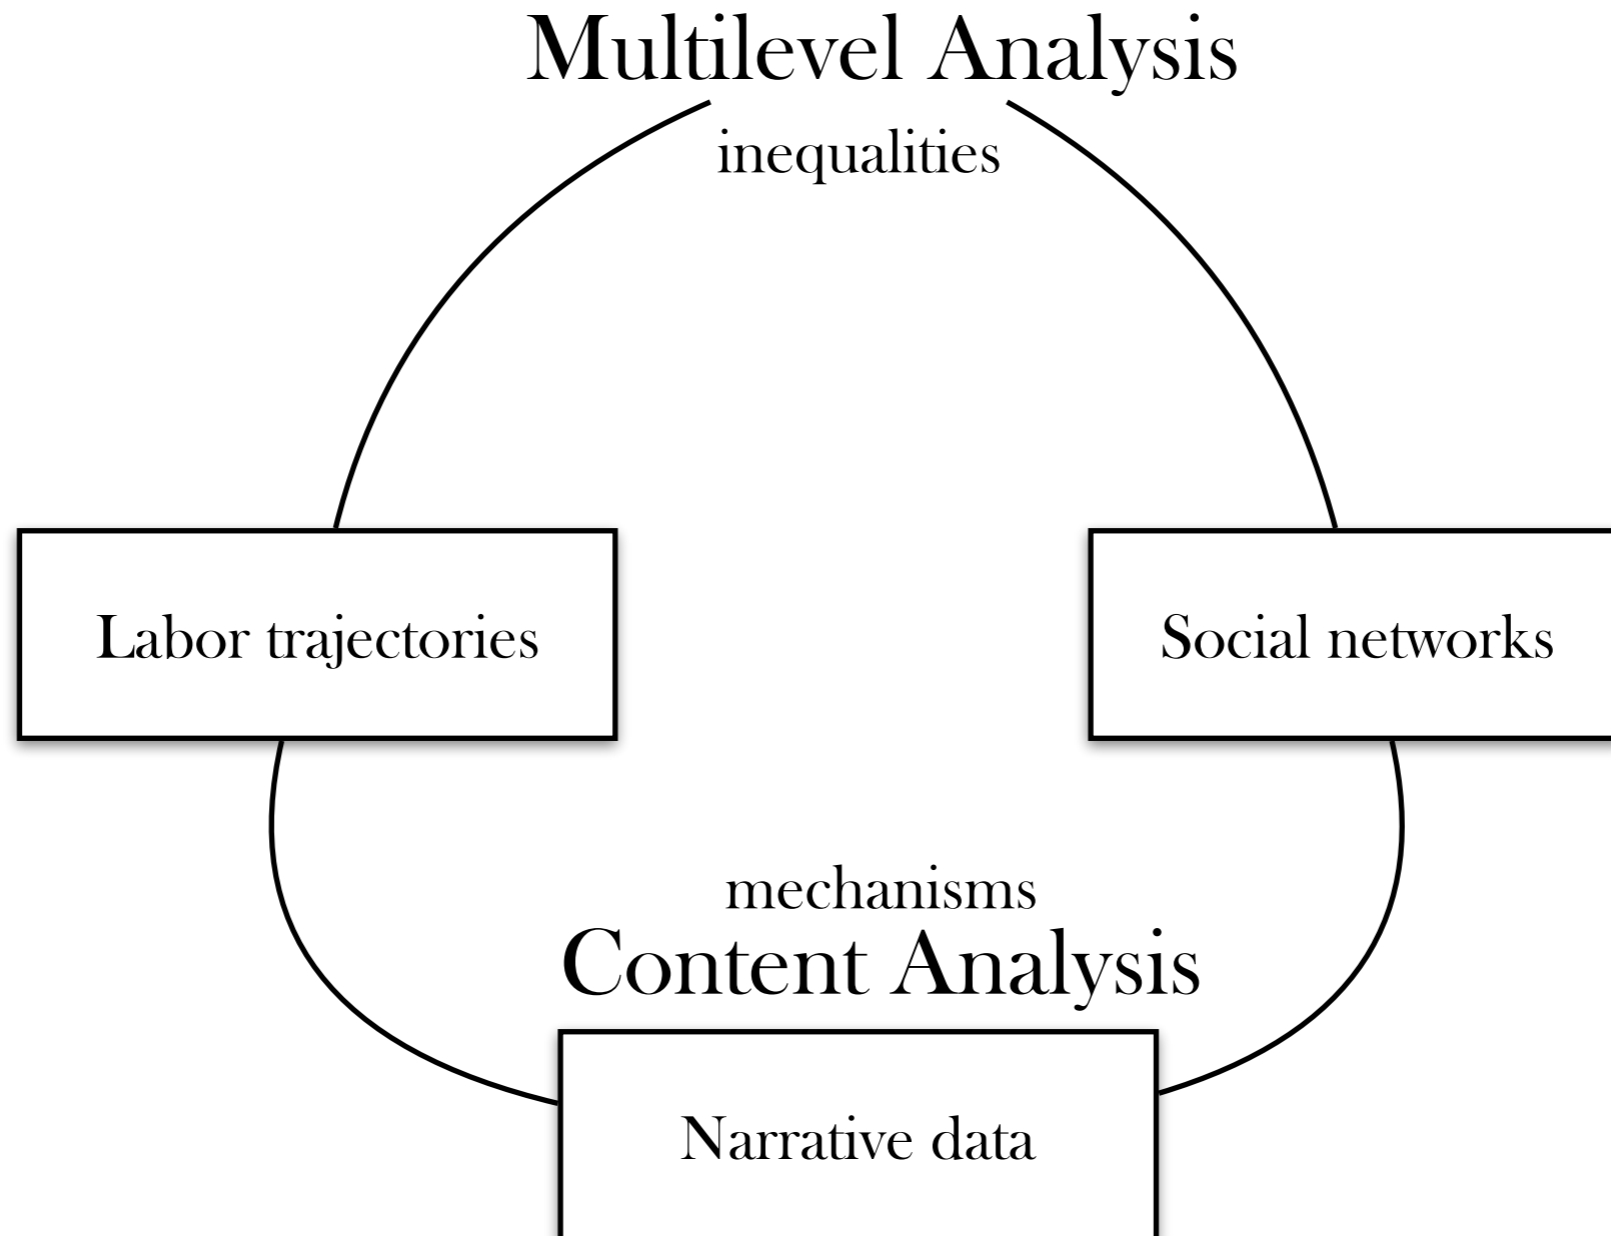 Multilevel Analysis
inequalities
Labor trajectories
Social networks
mechanisms
Content Analysis
Narrative data